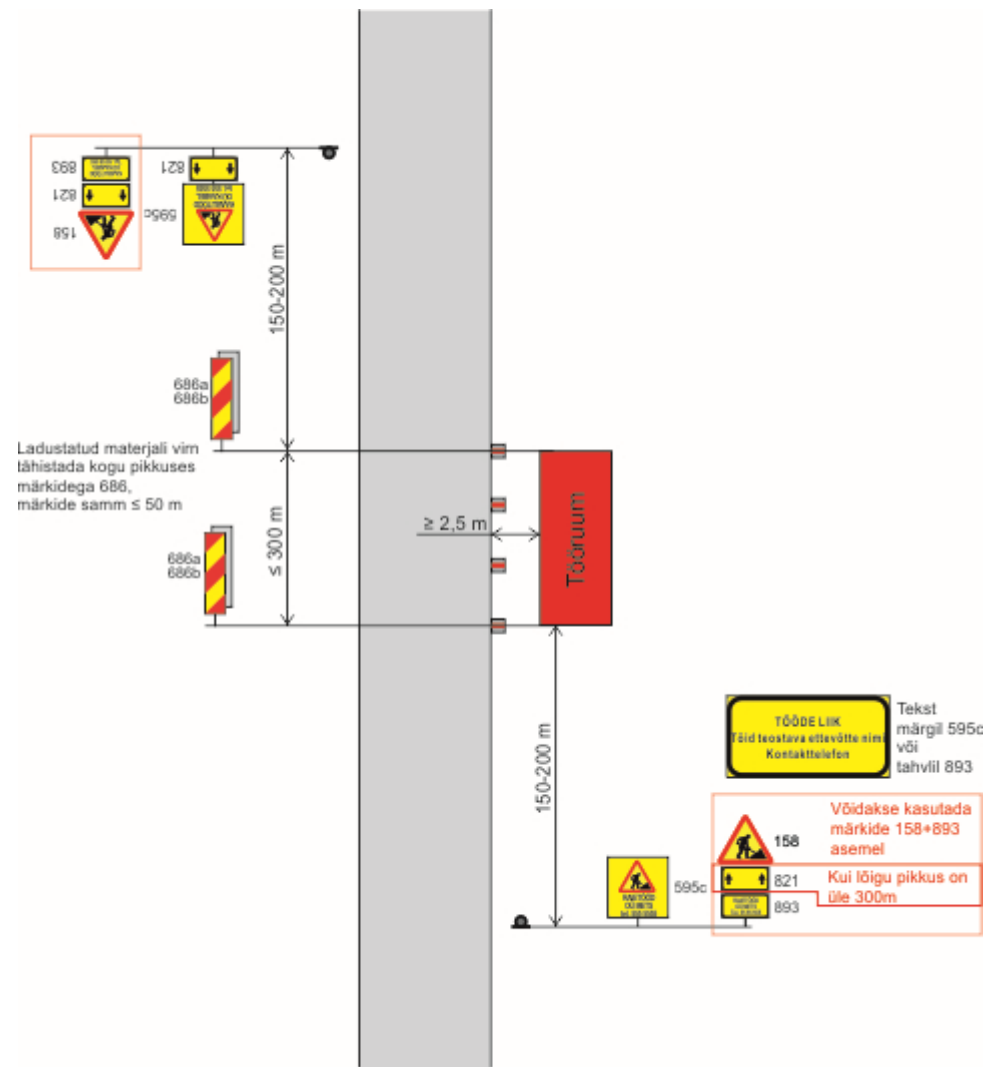 893
821
158
821
595c
150-200 m
686a
686b
Ladustatud materjali virn
tähistada kogu pikkuses
märkidega 686,
märkide samm ≤ 50 m
≤ 300 m
≥ 2,5 m
Tööruum
686a
686b
150-200 m
TÖÖDE LIIK
Töid teostava ettevõtte nimi
Kontakttelefon
Tekst
märgil 595c
või
tahvlil 893
Võidakse kasutada
märkide 158+893
asemel
158
Kui lõigu pikkus on
üle 300m
821
893
595c